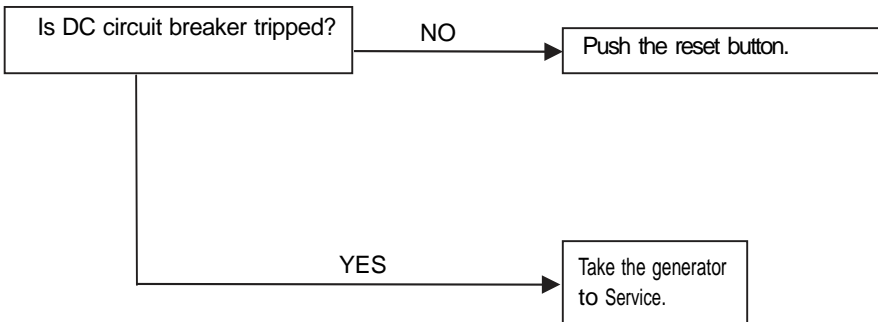 Is DC circuit breaker tripped?
NO
Push the reset button.
YES
Take the generator
to Service.